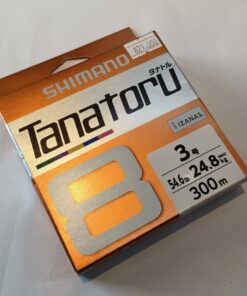 SHIMANO
Tanatoru
タナトル
IZANAS
8
3号
54.6lb 24.8kg
300m